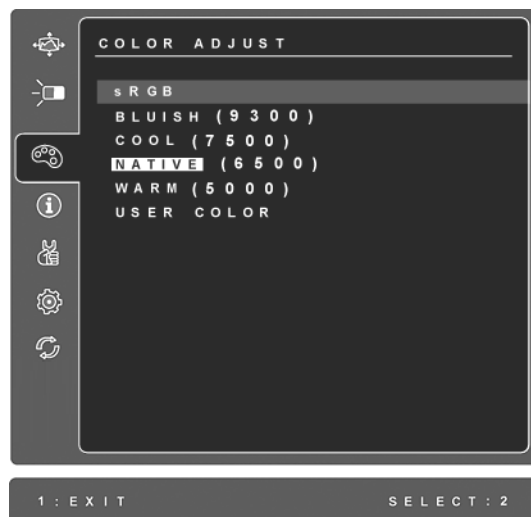 COLOR ADJUST
sRGB
BLUISH (9300)
COOL (7500)
NATIVE (6500)
WARM (5000)
USER COLOR
1:EXIT SELECT:2